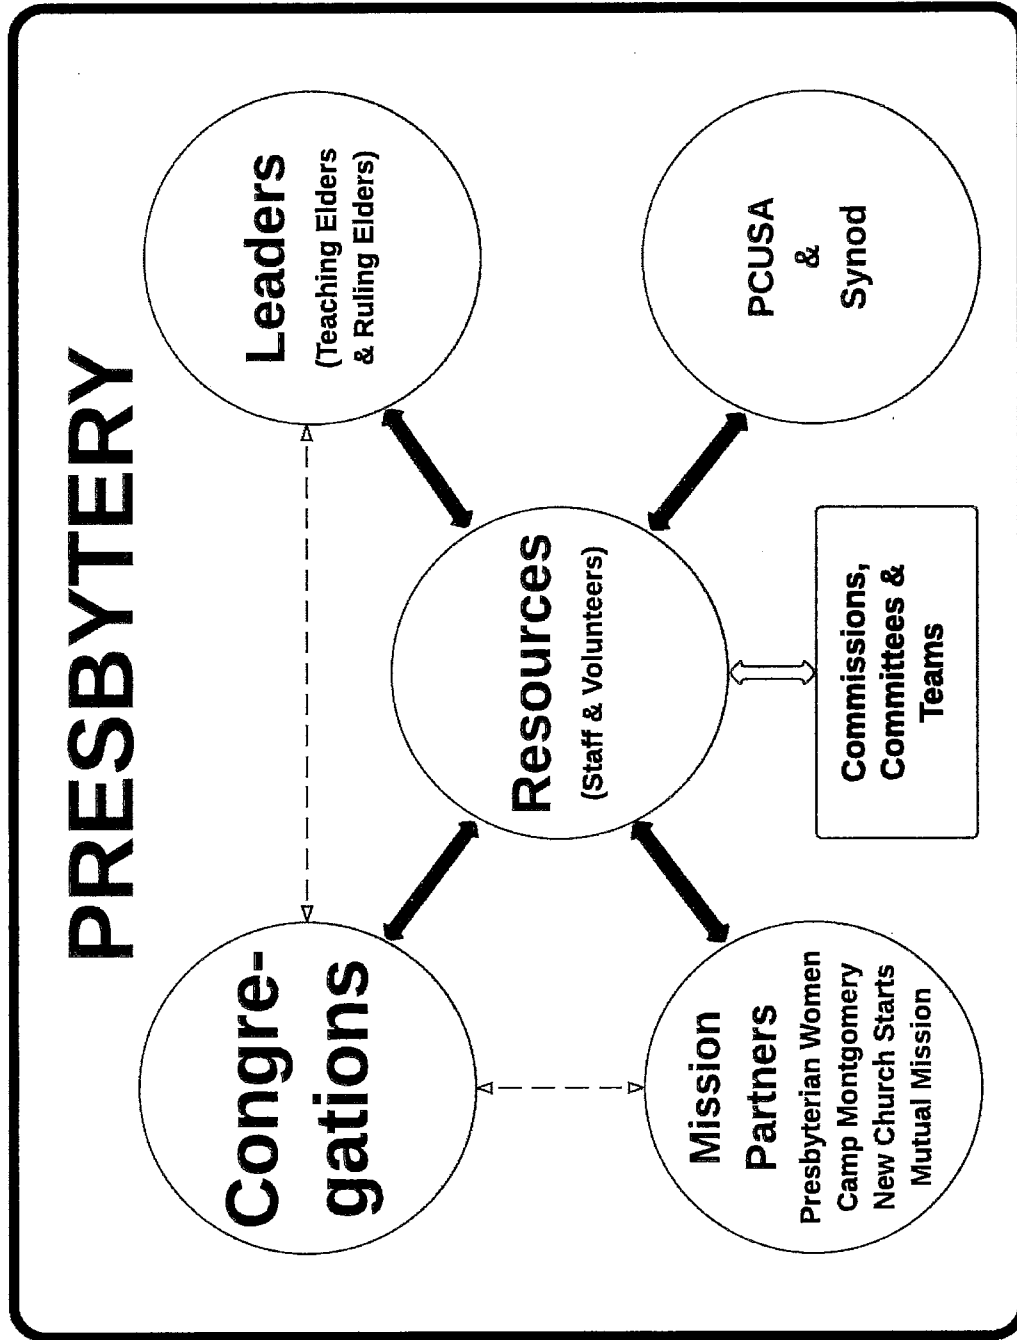 PRESBYTERY
Congre-
gations
Leaders
(Teaching Elders
& Ruling Elders)
Resources
(Staff & Volunteers)
Mission
Partners
Presbyterian Women
Camp Montgomery
New Church Starts
Mutual Mission
Commissions,
Committees &
Teams
PCUSA
&
Synod